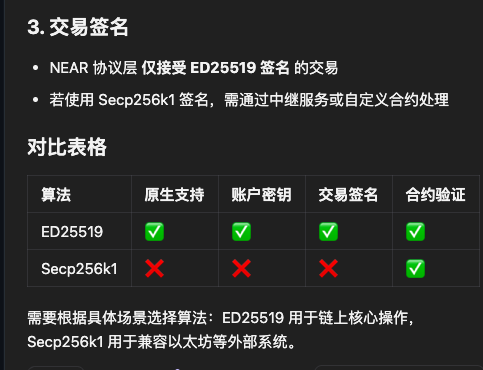 3. 交易签名
• NEAR 协议层 仅接受 ED25519 签名 的交易
• 若使用 Secp256k1 签名，需通过中继服务或自定义合约处理
对比表格
算法 原生支持 账户密钥 交易签名 合约验证
ED25519 ✅ ✅ ✅ ✅
Secp256k1 ❌ ❌ ❌ ✅
需要根据具体场景选择算法：ED25519 用于链上核心操作，
Secp256k1 用于兼容以太坊等外部系统。